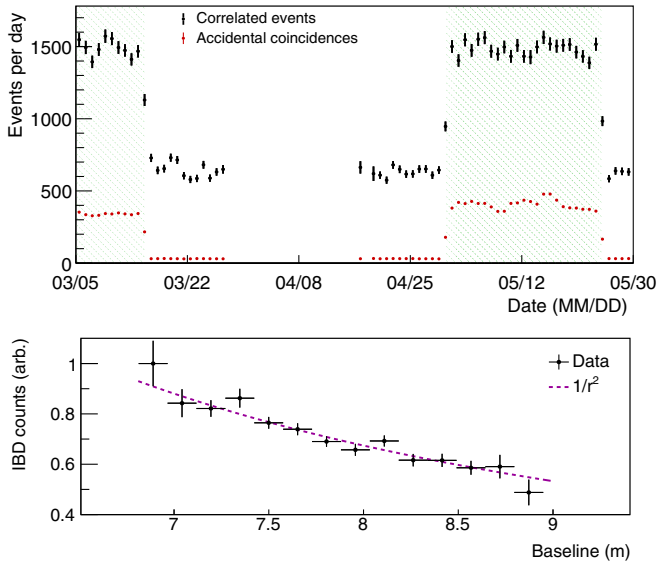 Events per day
1500
1000
500
0
Correlated events
Accidental coincidences
03/05 03/22 04/08 04/25 05/12 05/30
Date (MM/DD)
IBD counts (arb.)
1
0.8
0.6
0.4
Data
1/r²
7 7.5 8 8.5 9
Baseline (m)